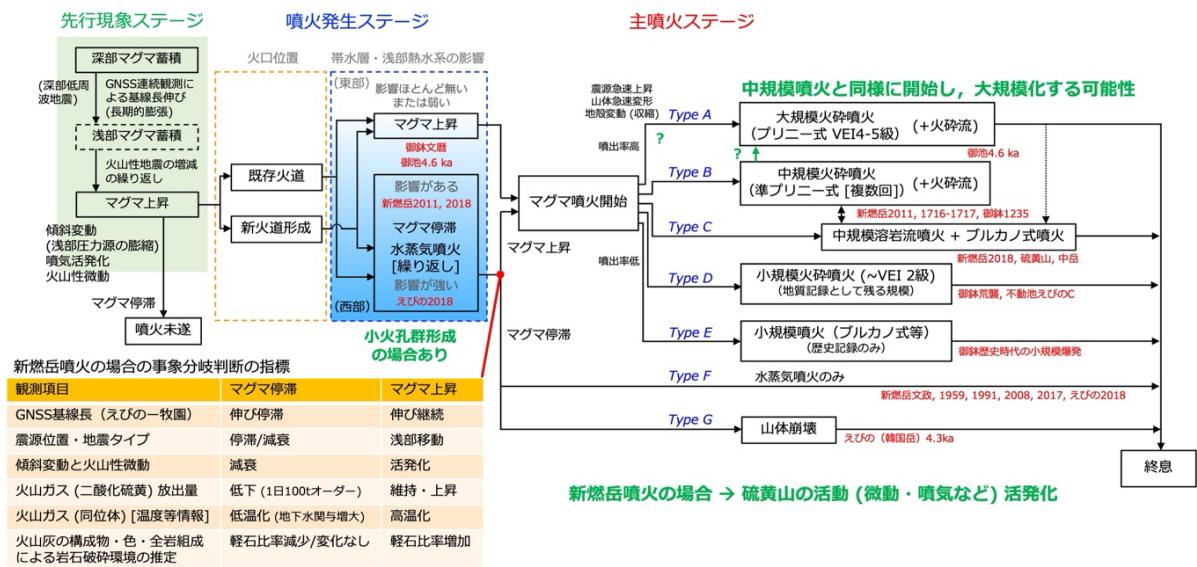 先行現象ステージ
噴火発生ステージ
主噴火ステージ
深部マグマ蓄積
(深部低周
波地震)
GNSS連続観測に
よる基線長伸び
(長期的膨張)
浅部マグマ蓄積
火山性地震の増減
の繰り返し
マグマ上昇
傾斜変動
(浅部圧力源の膨縮)
噴気活発化
火山性微動
マグマ停滞
噴火未遂
火口位置
既存火道
新火道形成
帯水層・浅部熱水系の影響
(東部)
影響ほとんど無い
または弱い
マグマ上昇
御鉢文暦
御池4.6 ka
影響がある
新燃岳2011, 2018
マグマ停滞
水蒸気噴火
[繰り返し]
影響が強い
えびの2018
(西部)
小火孔群形成
の場合あり
マグマ噴火開始
マグマ上昇
マグマ停滞
震源急速上昇
山体急速変形
地殻変動 (収縮)
噴出率高
噴出率低
中規模噴火と同様に開始し，大規模化する可能性
Type A
?
大規模火砕噴火
(プリニー式 VEI4-5級)
(+火砕流)
御池4.6 ka
?
Type B
中規模火砕噴火
(準プリニー式 [複数回])
(+火砕流)
新燃岳2011, 1716-1717, 御鉢1235
Type C
中規模溶岩流噴火 + ブルカノ式噴火
新燃岳2018, 硫黄山, 中岳
Type D
小規模火砕噴火 (~VEI 2級)
(地質記録として残る規模)
御鉢荒襲、不動池えびのC
Type E
小規模噴火（ブルカノ式等）
(歴史記録のみ)
御鉢歴史時代の小規模爆発
Type F
水蒸気噴火のみ
新燃岳文政, 1959, 1991, 2008, 2017, えびの2018
Type G
山体崩壊
えびの（韓国岳）4.3ka
終息
新燃岳噴火の場合 → 硫黄山の活動 (微動・噴気など) 活発化
新燃岳噴火の場合の事象分岐判断の指標
観測項目 マグマ停滞 マグマ上昇
GNSS基線長（えびのー牧園） 伸び停滞 伸び継続
震源位置・地震タイプ 停滞/減衰 浅部移動
傾斜変動と火山性微動 減衰 活発化
火山ガス (二酸化硫黄) 放出量 低下 (1日100tオーダー) 維持・上昇
火山ガス (同位体) [温度等情報] 低温化 (地下水関与増大) 高温化
火山灰の構成物・色・全岩組成 軽石比率減少/変化なし 軽石比率増加
による岩石破砕環境の推定